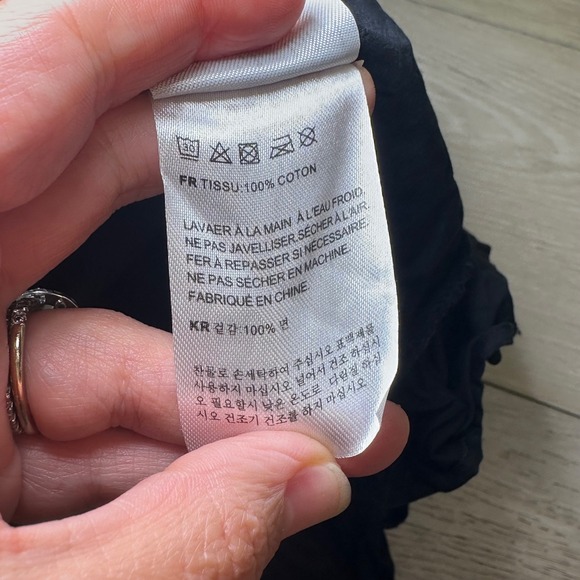 30
FR TISSU:100% COTON
LAVAER À LA MAIN À L'EAU FROID,
NE PAS JAVELLISER.SÉCHER À L'AIR.
FER À REPASSER SI NÉCESSAIRE.
NE PAS SÉCHER EN MACHINE.
FABRIQUÉ EN CHINE.
KR 겉감:100% 면
찬물로 손세탁하여 주십시오 표백제를
사용하지 마십시오 널어서 건조 하십시
오 필요할시 낮은 온도로 다림질 하십
시오 건조기 건조를 하지 마십시오